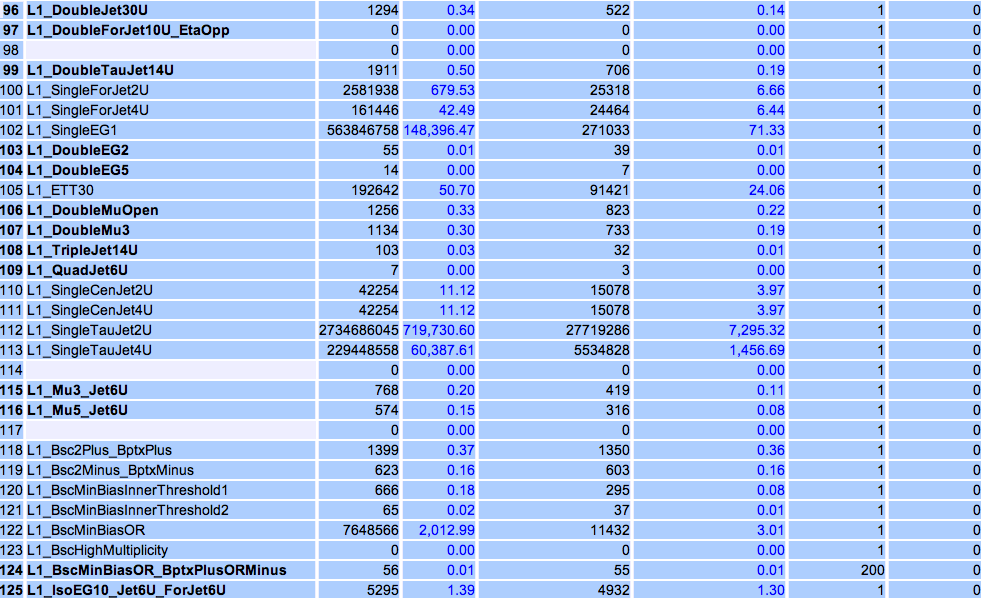 96 L1_DoubleJet30U 1294 0.34 522 0.14 1 0
97 L1_DoubleForJet10U_EtaOpp 0 0.00 0 0.00 1 0
98 0 0.00 0 0.00 1 0
99 L1_DoubleTauJet14U 1911 0.50 706 0.19 1 0
100 L1_SingleForJet2U 2581938 679.53 25318 6.66 1 0
101 L1_SingleForJet4U 161446 42.49 24464 6.44 1 0
102 L1_SingleEG1 563846758 148,396.47 271033 71.33 1 0
103 L1_DoubleEG2 55 0.01 39 0.01 1 0
104 L1_DoubleEG5 14 0.00 7 0.00 1 0
105 L1_ETT30 192642 50.70 91421 24.06 1 0
106 L1_DoubleMuOpen 1256 0.33 823 0.22 1 0
107 L1_DoubleMu3 1134 0.30 733 0.19 1 0
108 L1_TripleJet14U 103 0.03 32 0.01 1 0
109 L1_QuadJet6U 7 0.00 3 0.00 1 0
110 L1_SingleCenJet2U 42254 11.12 15078 3.97 1 0
111 L1_SingleCenJet4U 42254 11.12 15078 3.97 1 0
112 L1_SingleTauJet2U 2734686045 719,730.60 27719286 7,295.32 1 0
113 L1_SingleTauJet4U 229448558 60,387.61 5534828 1,456.69 1 0
114 0 0.00 0 0.00 1 0
115 L1_Mu3_Jet6U 768 0.20 419 0.11 1 0
116 L1_Mu5_Jet6U 574 0.15 316 0.08 1 0
117 0 0.00 0 0.00 1 0
118 L1_Bsc2Plus_BptxPlus 1399 0.37 1350 0.36 1 0
119 L1_Bsc2Minus_BptxMinus 623 0.16 603 0.16 1 0
120 L1_BscMinBiasInnerThreshold1 666 0.18 295 0.08 1 0
121 L1_BscMinBiasInnerThreshold2 65 0.02 37 0.01 1 0
122 L1_BscMinBiasOR 7648566 2,012.99 11432 3.01 1 0
123 L1_BscHighMultiplicity 0 0.00 0 0.00 1 0
124 L1_BscMinBiasOR_BptxPlusORMinus 56 0.01 55 0.01 200 0
125 L1_IsoEG10_Jet6U_ForJet6U 5295 1.39 4932 1.30 1 0